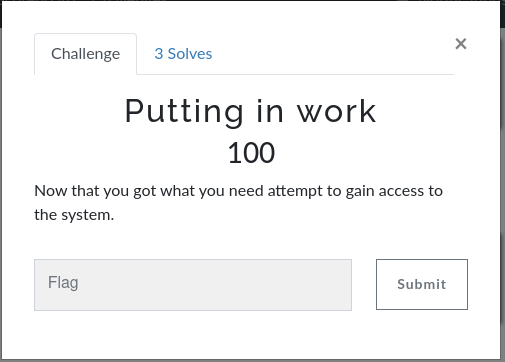 Challenge
3 Solves
×
Putting in work
100
Now that you got what you need attempt to gain access to
the system.
Flag
Submit